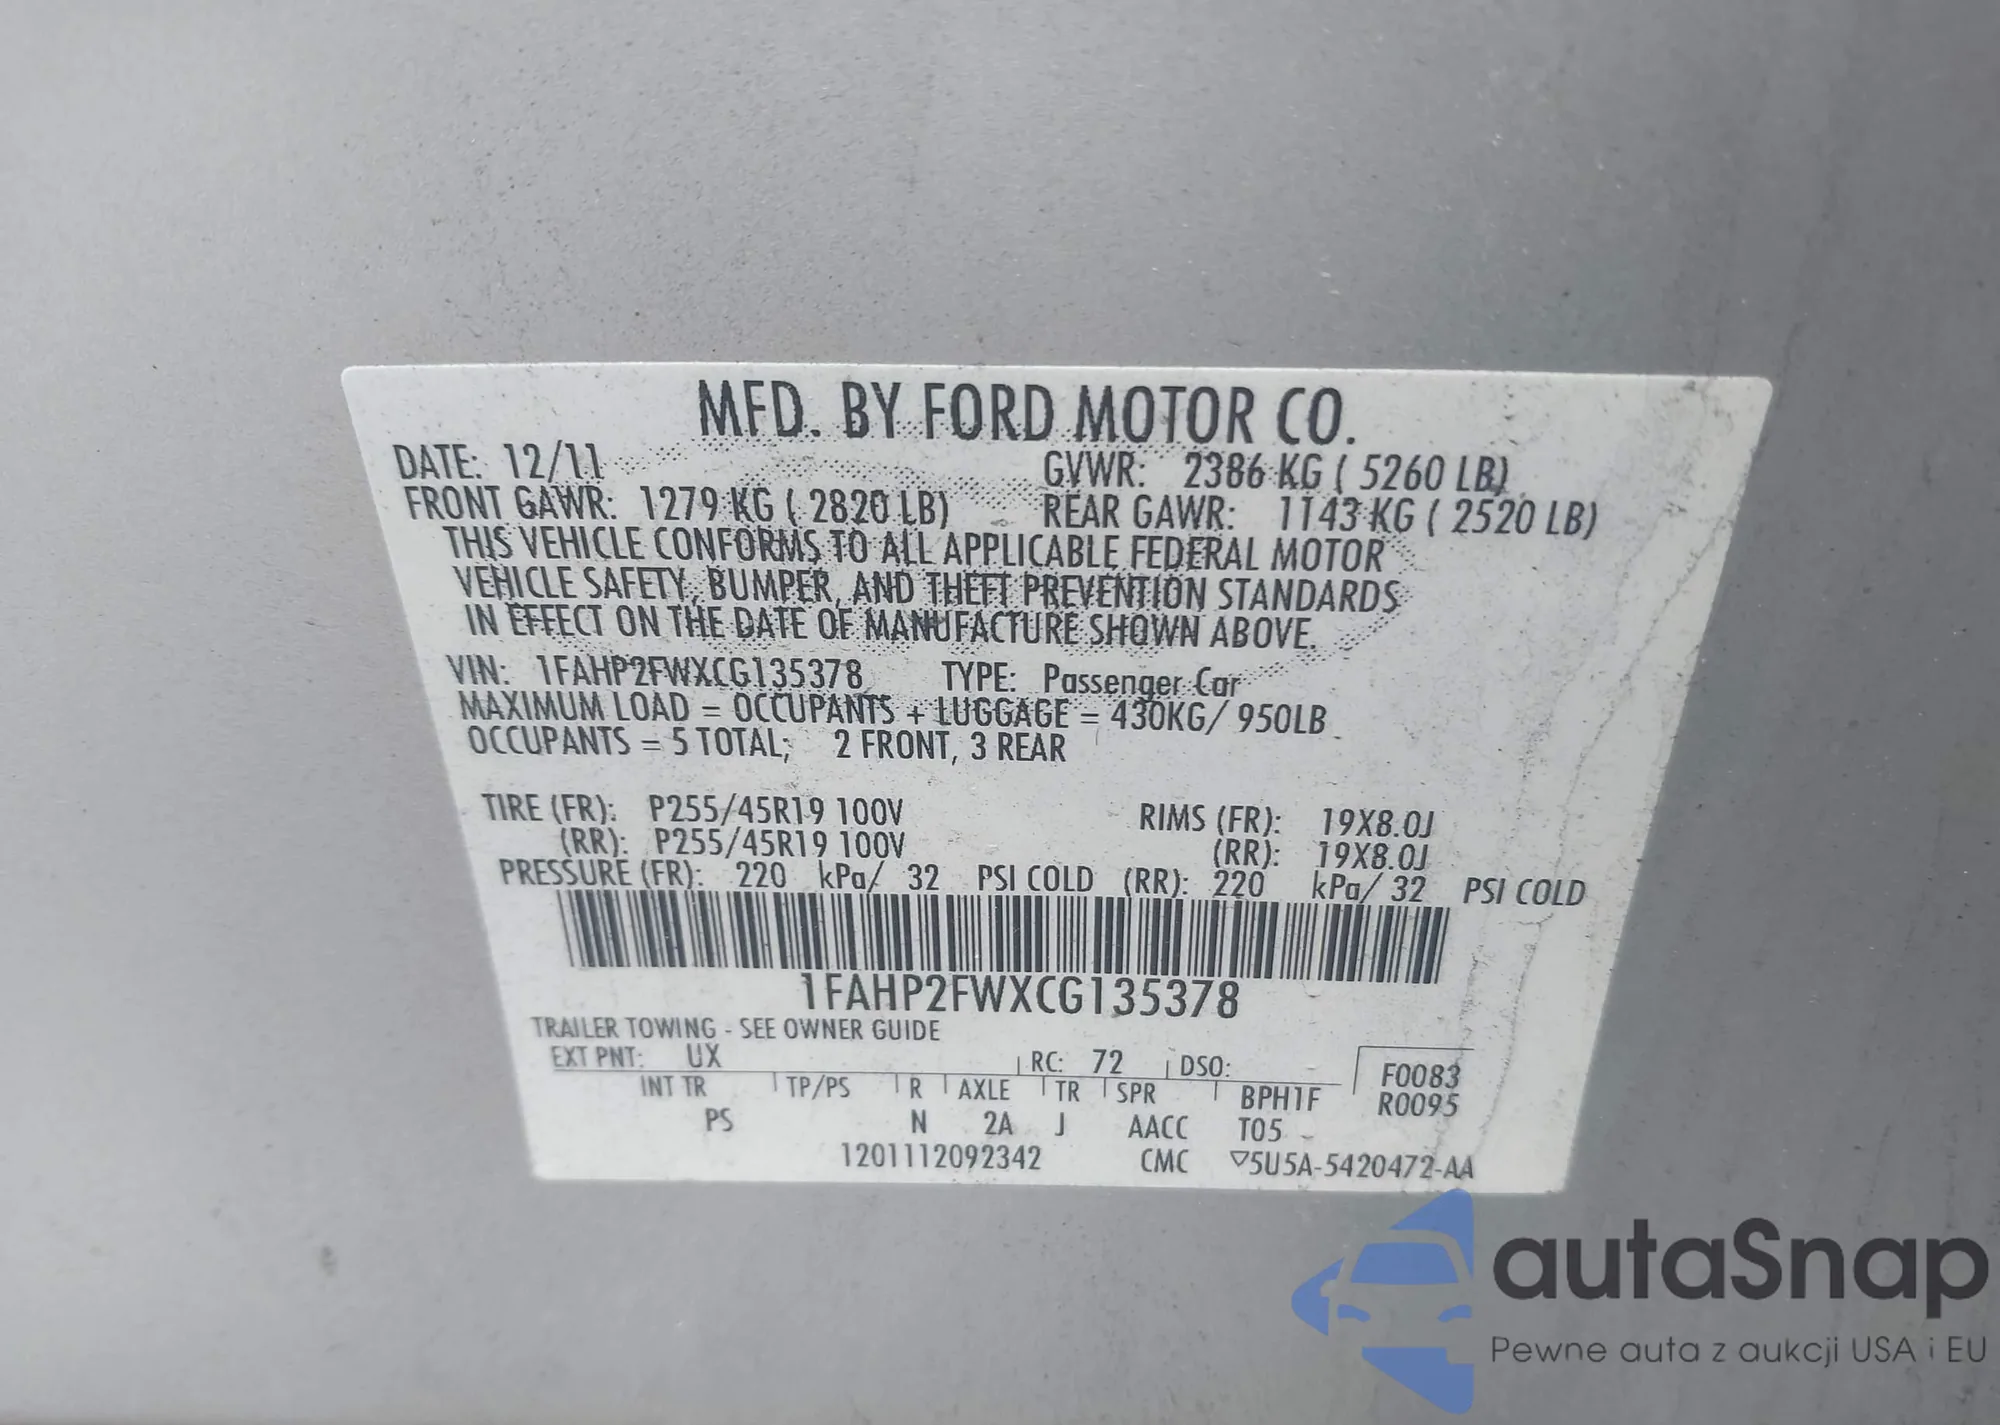 MFD. BY FORD MOTOR CO.
DATE: 12/11 GVWR: 2386 KG ( 5260 LB)
FRONT GAWR: 1279 KG ( 2820 LB) REAR GAWR: 1143 KG ( 2520 LB)
THIS VEHICLE CONFORMS TO ALL APPLICABLE FEDERAL MOTOR
VEHICLE SAFETY, BUMPER, AND THEFT PREVENTION STANDARDS
IN EFFECT ON THE DATE OF MANUFACTURE SHOWN ABOVE.
VIN: 1FAHP2FWXCG135378 TYPE: Passenger Car
MAXIMUM LOAD = OCCUPANTS + LUGGAGE = 430KG/ 950LB
OCCUPANTS = 5 TOTAL; 2 FRONT, 3 REAR
TIRE (FR): P255/45R19 100V RIMS (FR): 19X8.0J
(RR): P255/45R19 100V (RR): 19X8.0J
PRESSURE (FR): 220 kPa/ 32 PSI COLD (RR): 220 kPa/ 32 PSI COLD
1FAHP2FWXCG135378
TRAILER TOWING - SEE OWNER GUIDE
EXT PNT: UX RC: 72 DSO: F0083
INT TR TP/PS R AXLE TR SPR BPH1F R0095
PS N 2A J AACC T05
1201112092342 CMC ▽5U5A-5420472-AA
autaSnap
Pewne auta z aukcji USA i EU